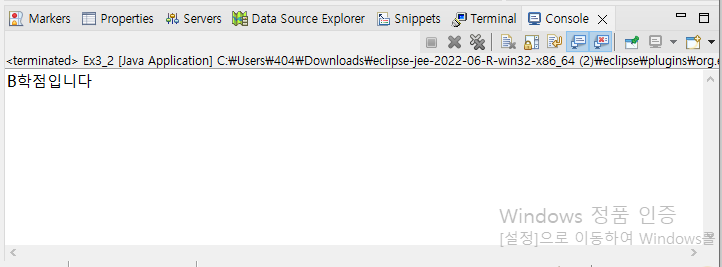 Markers Properties Servers Data Source Explorer Snippets Terminal Console
<terminated> Ex3_2 [Java Application] C:₩Users₩404₩Downloads₩eclipse-jee-2022-06-R-win32-x86_64 (2)₩eclipse₩plugins₩org.e
B학점입니다
Windows 정품 인증
[설정]으로 이동하여 Windows를